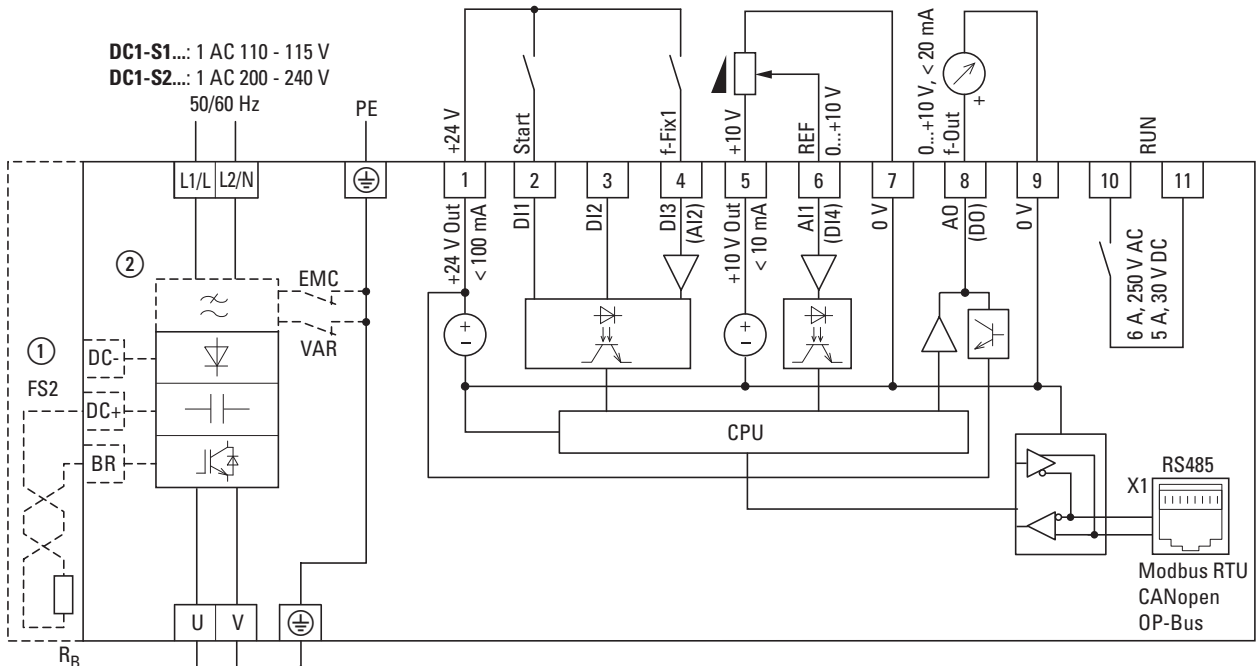 DC1-S1...: 1 AC 110 - 115 V
DC1-S2...: 1 AC 200 - 240 V
50/60 Hz
PE
+24 V
Start
f-Fix1
+10 V
REF
0...+10 V
0...+10 V, < 20 mA
f-Out
+
RUN
L1/L
L2/N
1
2
3
4
5
6
7
8
9
10
11
+24 V Out
< 100 mA
DI1
DI2
DI3
(AI2)
+10 V Out
< 10 mA
AI1
(DI4)
0 V
AO
(DO)
0 V
6 A, 250 V AC
5 A, 30 V DC
②
EMC
VAR
+
-
+
-
①
FS2
DC-
DC+
BR
CPU
RS485
X1
Modbus RTU
CANopen
OP-Bus
U
V
RB